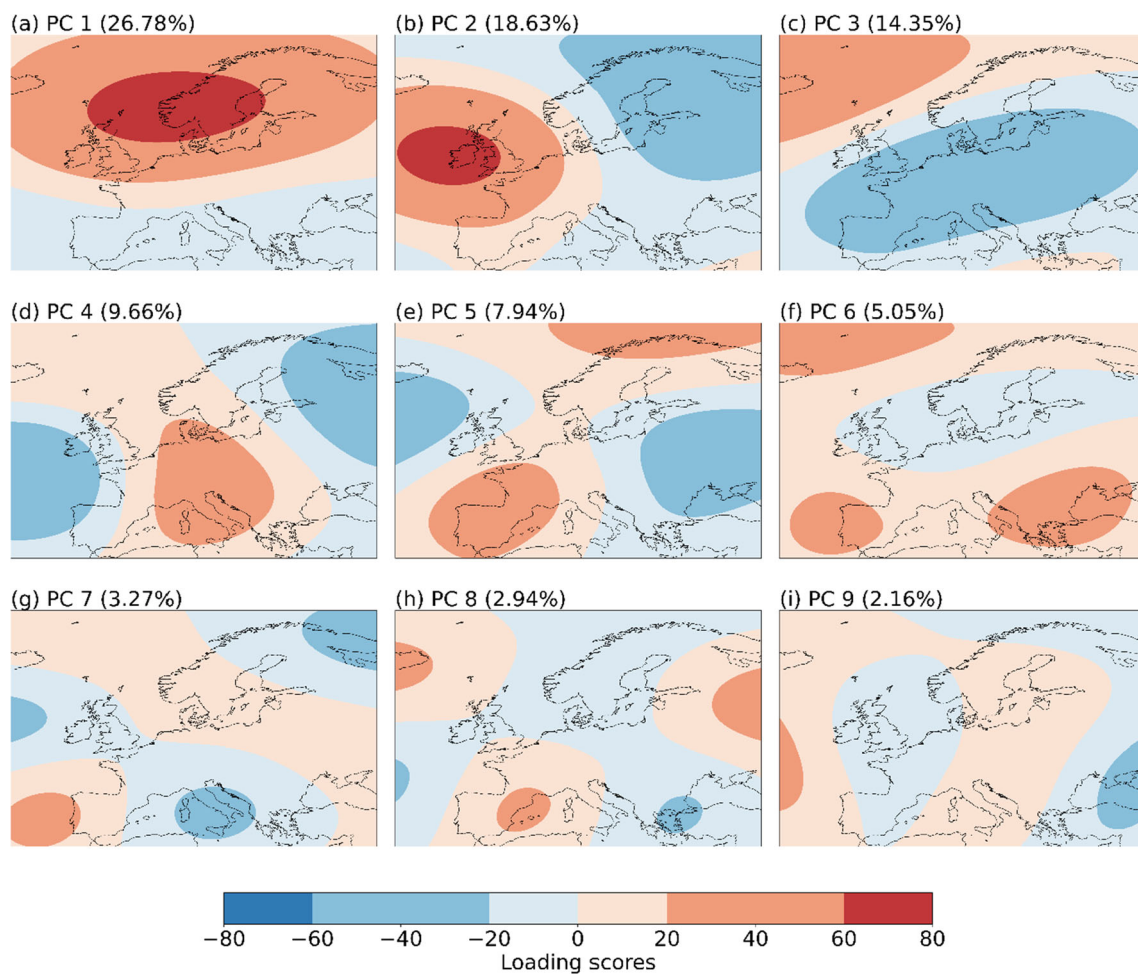 (a) PC 1 (26.78%)
(b) PC 2 (18.63%)
(c) PC 3 (14.35%)
(d) PC 4 (9.66%)
(e) PC 5 (7.94%)
(f) PC 6 (5.05%)
(g) PC 7 (3.27%)
(h) PC 8 (2.94%)
(i) PC 9 (2.16%)
−80 −60 −40 −20 0 20 40 60 80
Loading scores